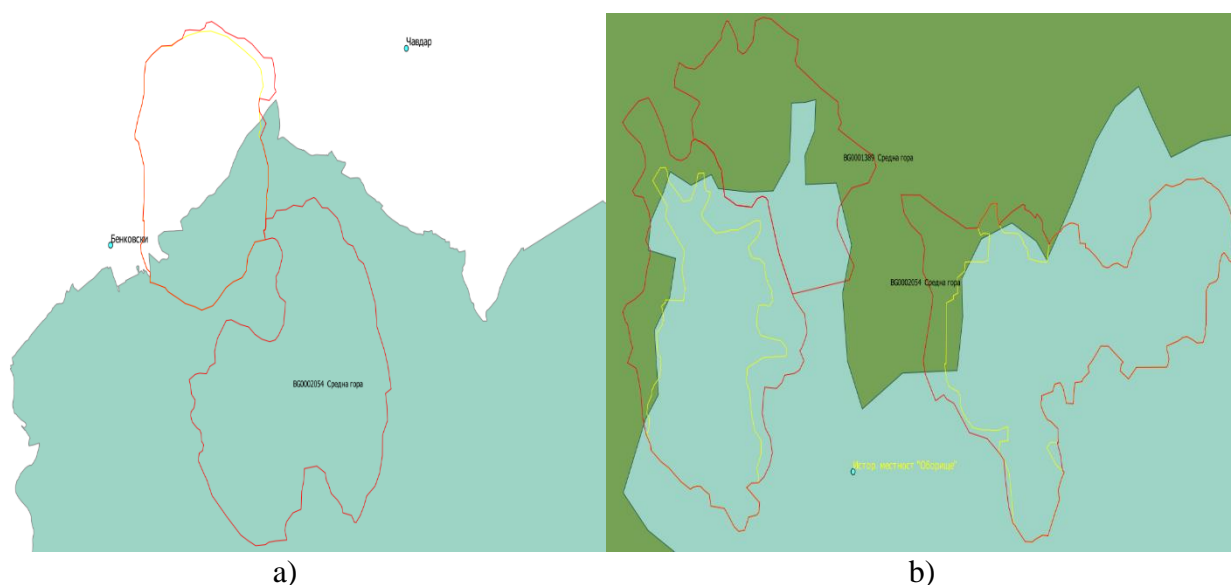 Чавдар
Бенковски
BG0002054 Средна гора
BG0001389 Средна гора
BG0002054 Средна гора
Истор. местност "Оборище"
a)
b)